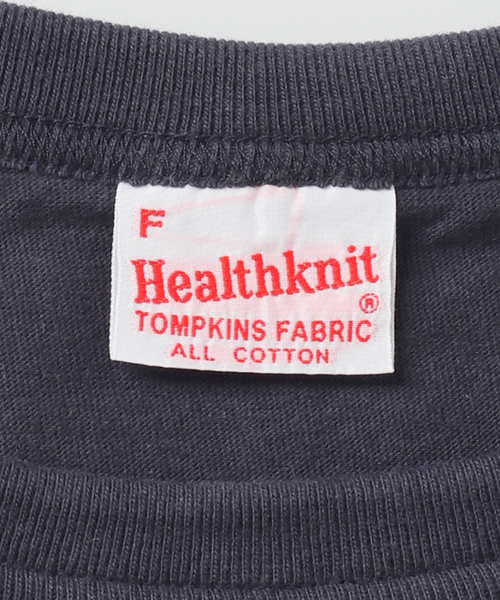 F
Healthknit®
TOMPKINS FABRIC
ALL COTTON